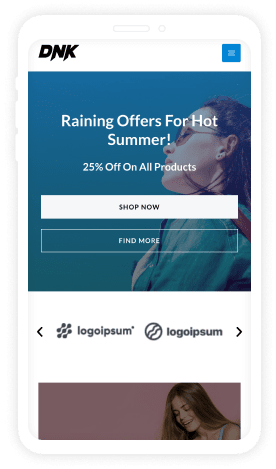 DNK
Raining Offers For Hot
Summer!
25% Off On All Products
SHOP NOW
FIND MORE
logoipsum® logoipsum